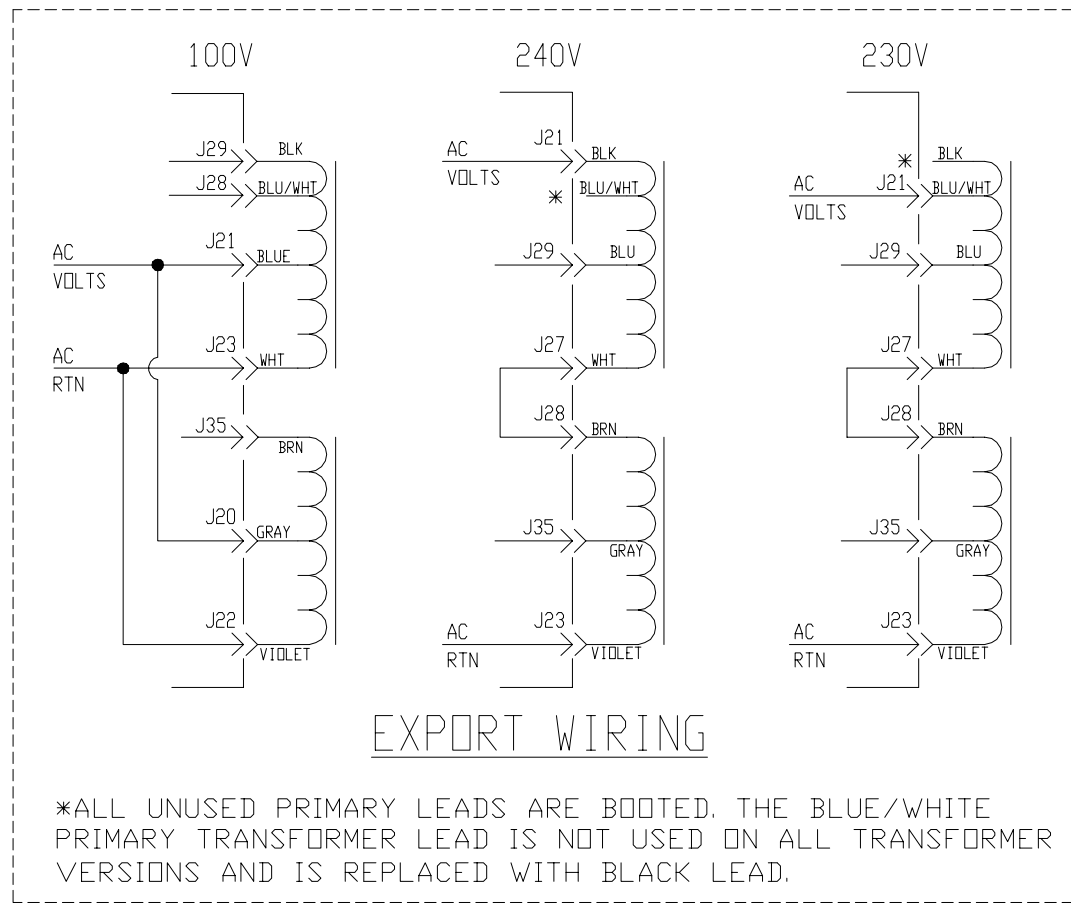 100V
240V
230V
J29
BLK
J28
BLU/WHT
J21
BLUE
AC
VOLTS
J23
WHT
AC
RTN
J35
BRN
J20
GRAY
J22
VIOLET
J21
AC
VOLTS
BLK
BLU/WHT
*
J29
BLU
J27
WHT
J28
BRN
J35
GRAY
J23
AC
RTN
VIOLET
*
BLK
AC
VOLTS
J21
BLU/WHT
J29
BLU
J27
WHT
J28
BRN
J35
GRAY
J23
AC
RTN
VIOLET
EXPORT WIRING
*ALL UNUSED PRIMARY LEADS ARE BOOTED. THE BLUE/WHITE
PRIMARY TRANSFORMER LEAD IS NOT USED ON ALL TRANSFORMER
VERSIONS AND IS REPLACED WITH BLACK LEAD.